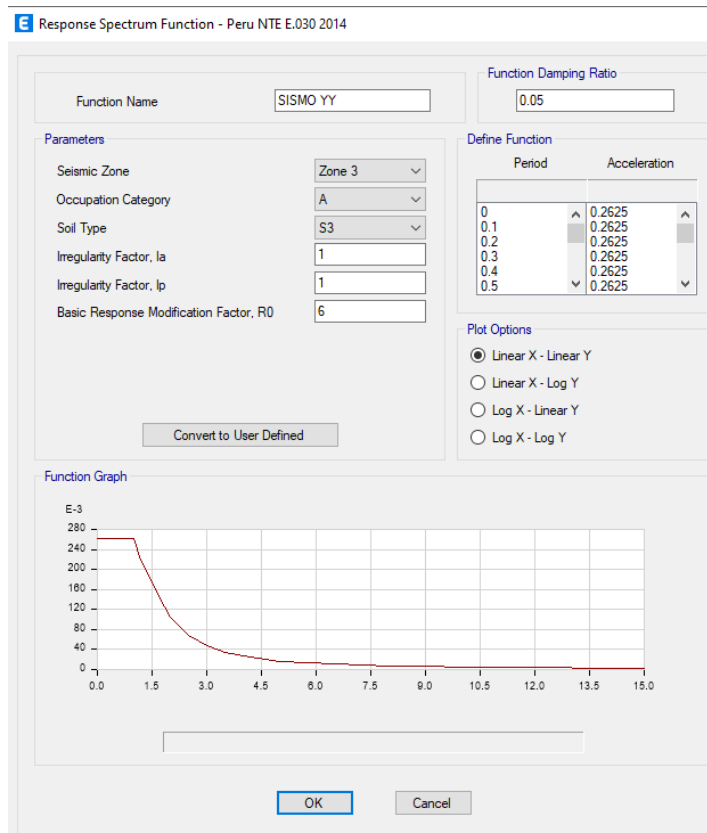 E Response Spectrum Function - Peru NTE E.030 2014
Function Name
SISMO YY
Function Damping Ratio
0.05
Parameters
Seismic Zone
Zone 3
Occupation Category
A
Soil Type
S3
Irregularity Factor, Ia
1
Irregularity Factor, Ip
1
Basic Response Modification Factor, R0
6
Convert to User Defined
Define Function
Period Acceleration
0 0.2625
0.1 0.2625
0.2 0.2625
0.3 0.2625
0.4 0.2625
0.5 0.2625
Plot Options
Linear X - Linear Y
Linear X - Log Y
Log X - Linear Y
Log X - Log Y
Function Graph
E-3
280
240
200
160
120
80
40
0
0.0 1.5 3.0 4.5 6.0 7.5 9.0 10.5 12.0 13.5 15.0
OK Cancel